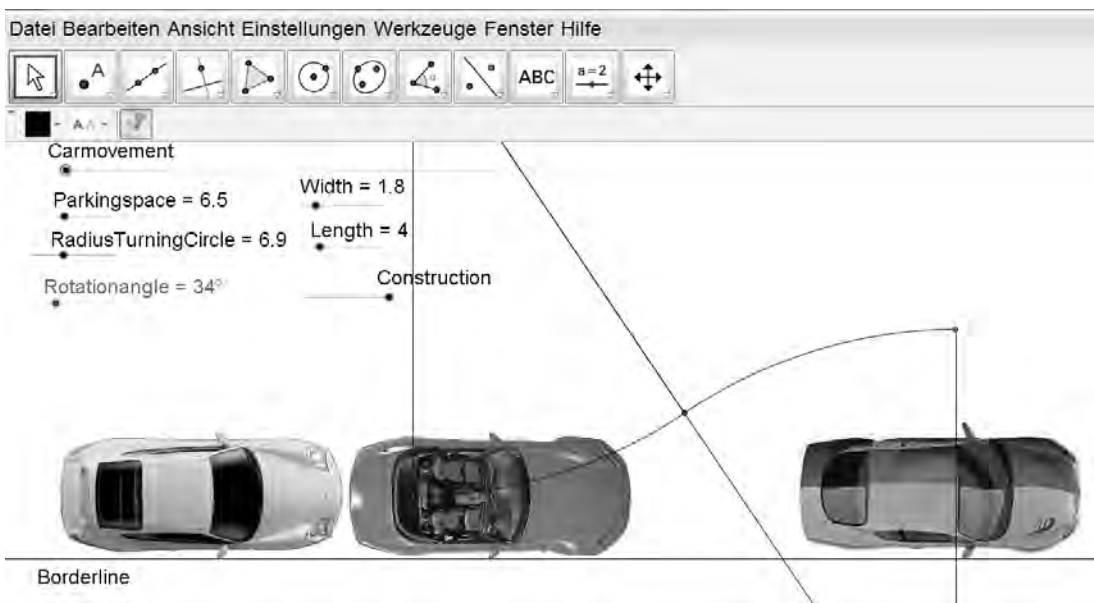 Datei Bearbeiten Ansicht Einstellungen Werkzeuge Fenster Hilfe
A
ABC
a=2
Carmovement
Parkingspace = 6.5
Width = 1.8
RadiusTurningCircle = 6.9
Length = 4
Rotationangle = 34°
Construction
Borderline